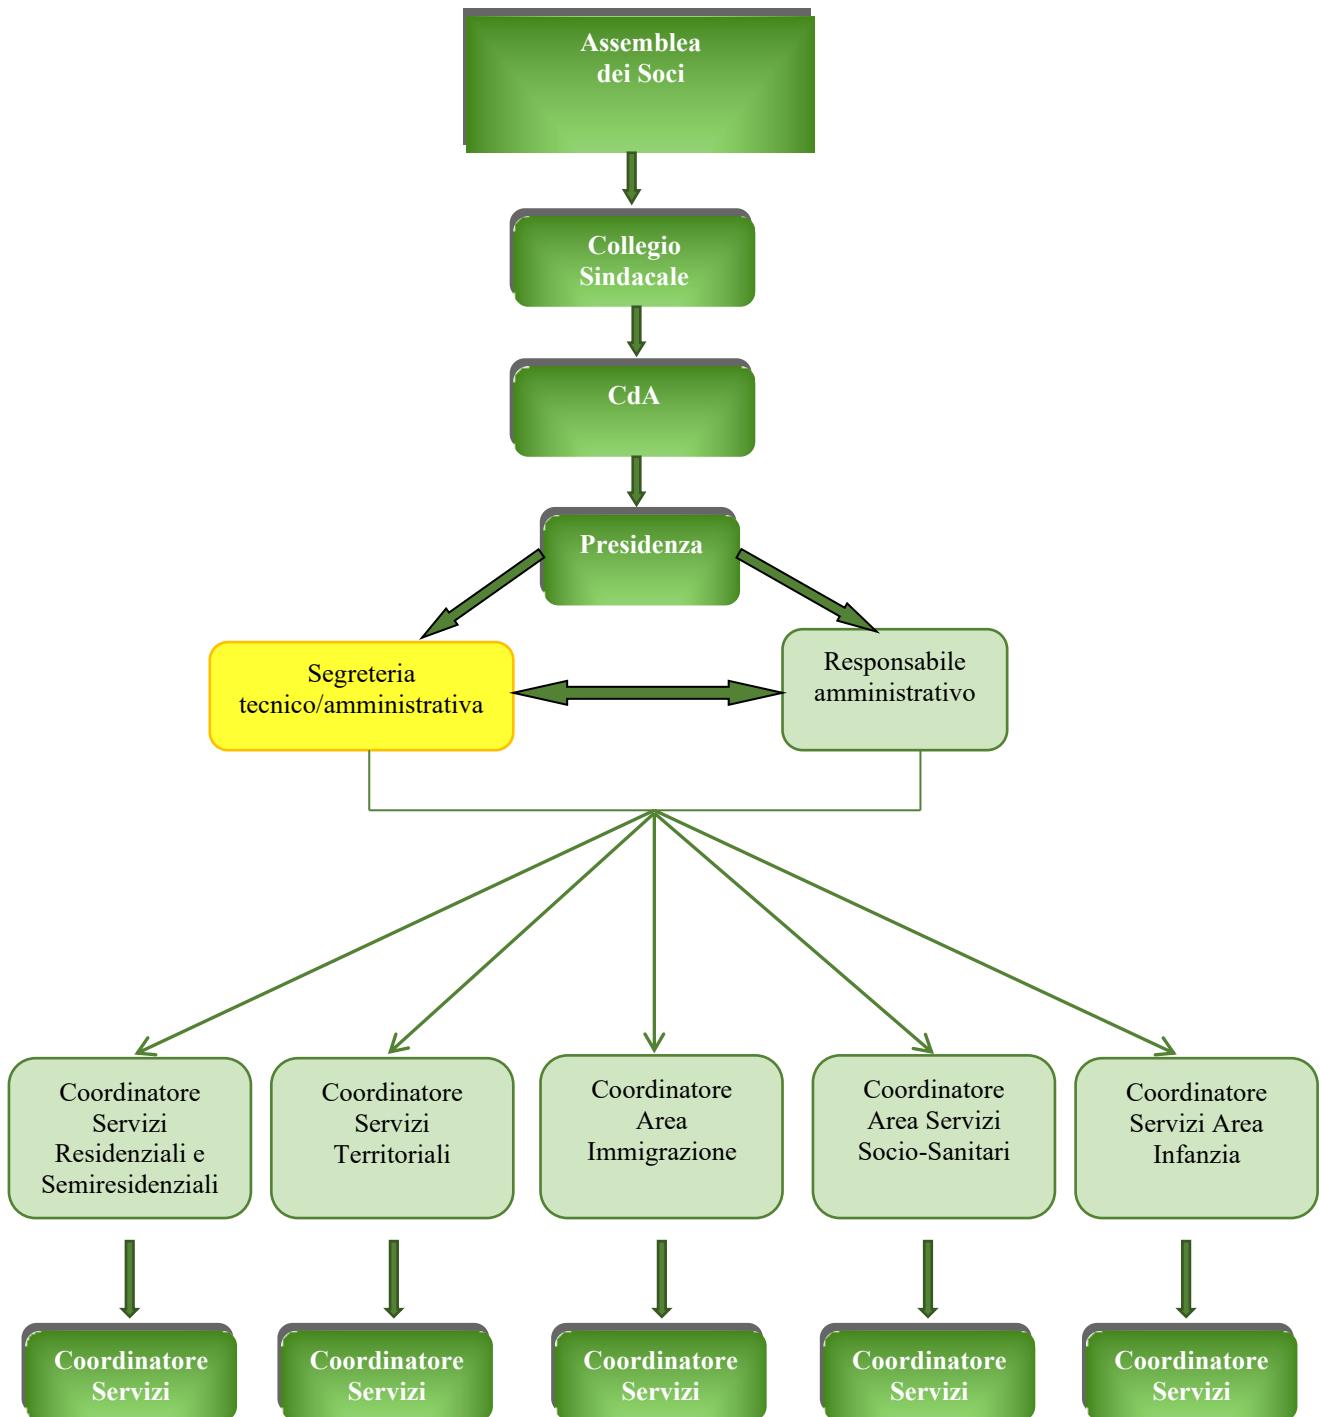 Assemblea
dei Soci
Collegio
Sindacale
CdA
Presidenza
Segreteria
tecnico/amministrativa
Responsabile
amministrativo
Coordinatore
Servizi
Residenziali e
Semiresidenziali
Coordinatore
Servizi
Territoriali
Coordinatore
Area
Immigrazione
Coordinatore
Area Servizi
Socio-Sanitari
Coordinatore
Servizi Area
Infanzia
Coordinatore
Servizi
Coordinatore
Servizi
Coordinatore
Servizi
Coordinatore
Servizi
Coordinatore
Servizi